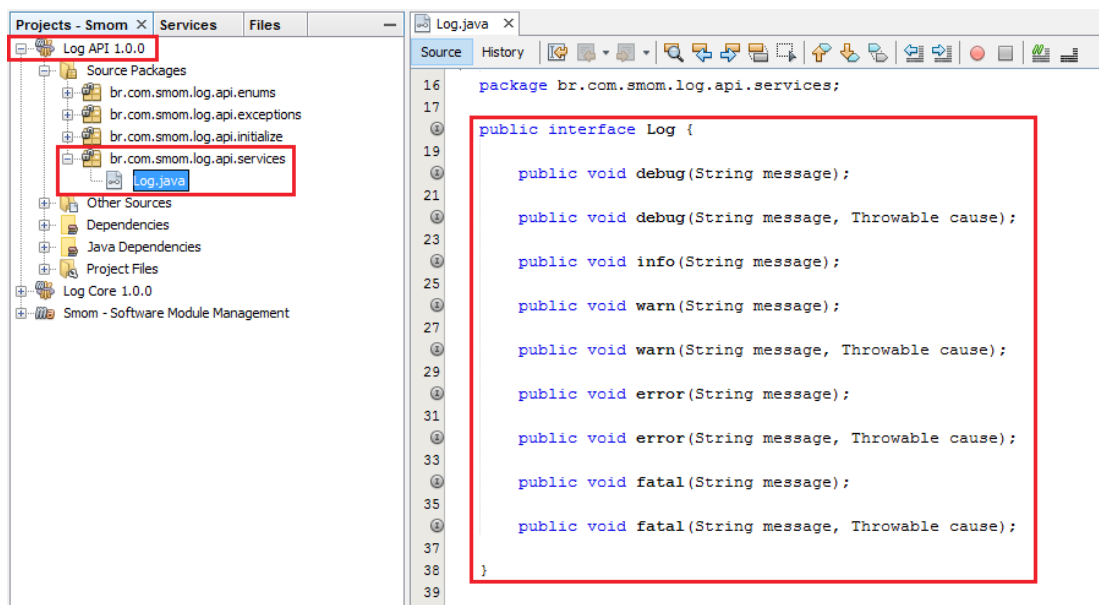 Projects - Smom × Services Files
Log API 1.0.0
Source Packages
br.com.smom.log.api.enums
br.com.smom.log.api.exceptions
br.com.smom.log.api.initialize
br.com.smom.log.api.services
Log.java
Other Sources
Dependencies
Java Dependencies
Project Files
Log Core 1.0.0
Smom - Software Module Management
Log.java ×
Source History
16 package br.com.smom.log.api.services;
17
public interface Log {
19
public void debug(String message);
21
public void debug(String message, Throwable cause);
23
public void info(String message);
25
public void warn(String message);
27
public void warn(String message, Throwable cause);
29
public void error(String message);
31
public void error(String message, Throwable cause);
33
public void fatal(String message);
35
public void fatal(String message, Throwable cause);
37
38 }
39